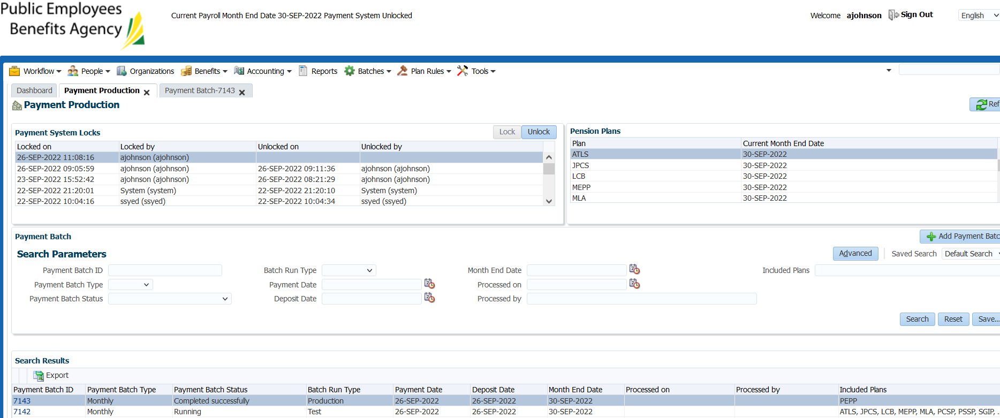 Public Employees
Benefits Agency
Current Payroll Month End Date 30-SEP-2022 Payment System Unlocked
Welcome ajohnson Sign Out English
Workflow People Organizations Benefits Accounting Reports Batches Plan Rules Tools
Dashboard Payment Production Payment Batch-7143
Payment Production Ref
Payment System Locks Lock Unlock
Locked on Locked by Unlocked on Unlocked by
26-SEP-2022 11:08:16 ajohnson (ajohnson)
26-SEP-2022 09:05:59 ajohnson (ajohnson) 26-SEP-2022 09:11:36 ajohnson (ajohnson)
23-SEP-2022 15:52:42 ajohnson (ajohnson) 26-SEP-2022 08:21:29 ajohnson (ajohnson)
22-SEP-2022 21:20:01 System (system) 22-SEP-2022 21:20:10 System (system)
22-SEP-2022 10:04:16 ssyed (ssyed) 22-SEP-2022 10:04:34 ssyed (ssyed)
Pension Plans
Plan Current Month End Date
ATLS 30-SEP-2022
JPCS 30-SEP-2022
LCB 30-SEP-2022
MEPP 30-SEP-2022
MLA 30-SEP-2022
Payment Batch Add Payment Batc
Search Parameters Advanced Saved Search Default Search
Payment Batch ID Batch Run Type Month End Date Included Plans
Payment Batch Type Payment Date Processed on
Payment Batch Status Deposit Date Processed by
Search Reset Save...
Search Results
Export
Payment Batch ID Payment Batch Type Payment Batch Status Batch Run Type Payment Date Deposit Date Month End Date Processed on Processed by Included Plans
7143 Monthly Completed successfully Production 26-SEP-2022 26-SEP-2022 30-SEP-2022 PEPP
7142 Monthly Running Test 26-SEP-2022 26-SEP-2022 30-SEP-2022 ATLS, JPCS, LCB, MEPP, MLA, PCSP, PSSP, SGIP, .